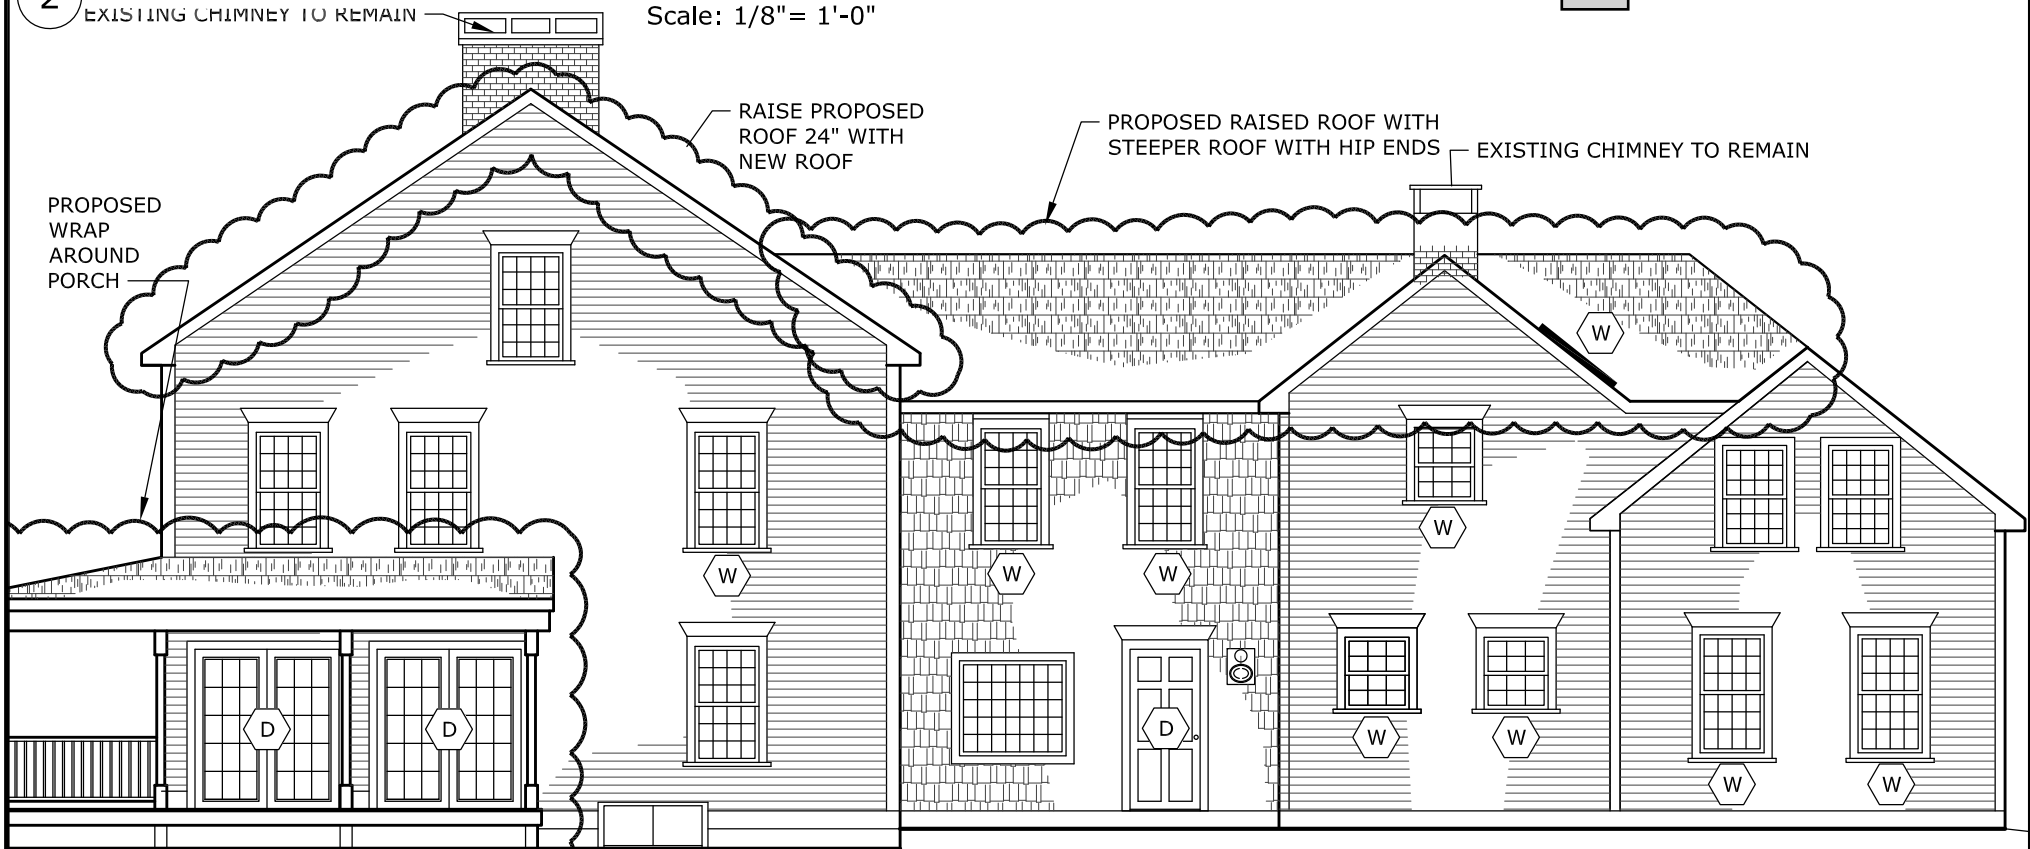 2
EXISTING CHIMNEY TO REMAIN
Scale: 1/8"= 1'-0"
RAISE PROPOSED
ROOF 24" WITH
NEW ROOF
PROPOSED RAISED ROOF WITH
STEEPER ROOF WITH HIP ENDS
EXISTING CHIMNEY TO REMAIN
PROPOSED
WRAP
AROUND
PORCH
W
W
W
W
W
D
D
D
W
W
W
W